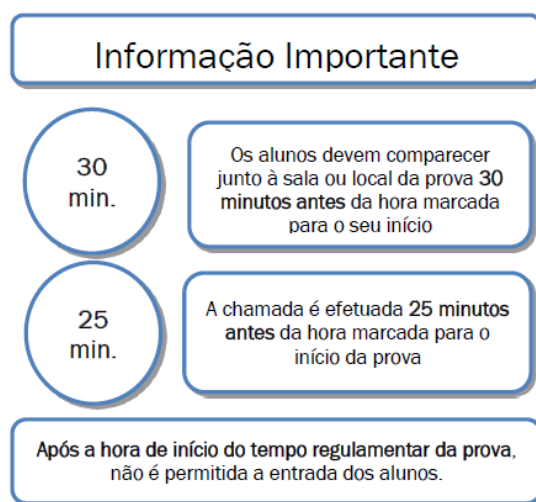 Informação Importante
30
min.
Os alunos devem comparecer
junto à sala ou local da prova 30
minutos antes da hora marcada
para o seu início
25
min.
A chamada é efetuada 25 minutos
antes da hora marcada para o
início da prova
Após a hora de início do tempo regulamentar da prova,
não é permitida a entrada dos alunos.